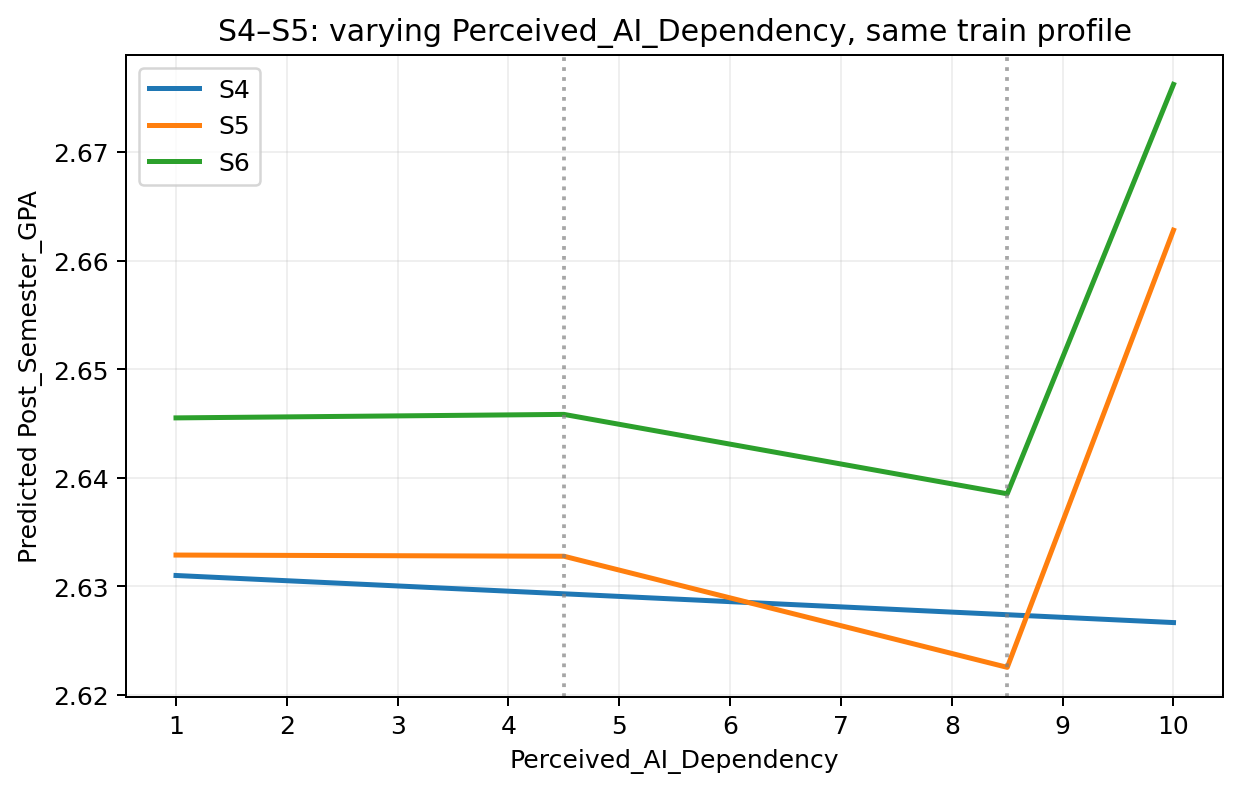 S4–S5: varying Perceived_AI_Dependency, same train profile
S4
S5
S6
2.67
2.66
2.65
2.64
2.63
2.62
Predicted Post_Semester_GPA
1 2 3 4 5 6 7 8 9 10
Perceived_AI_Dependency